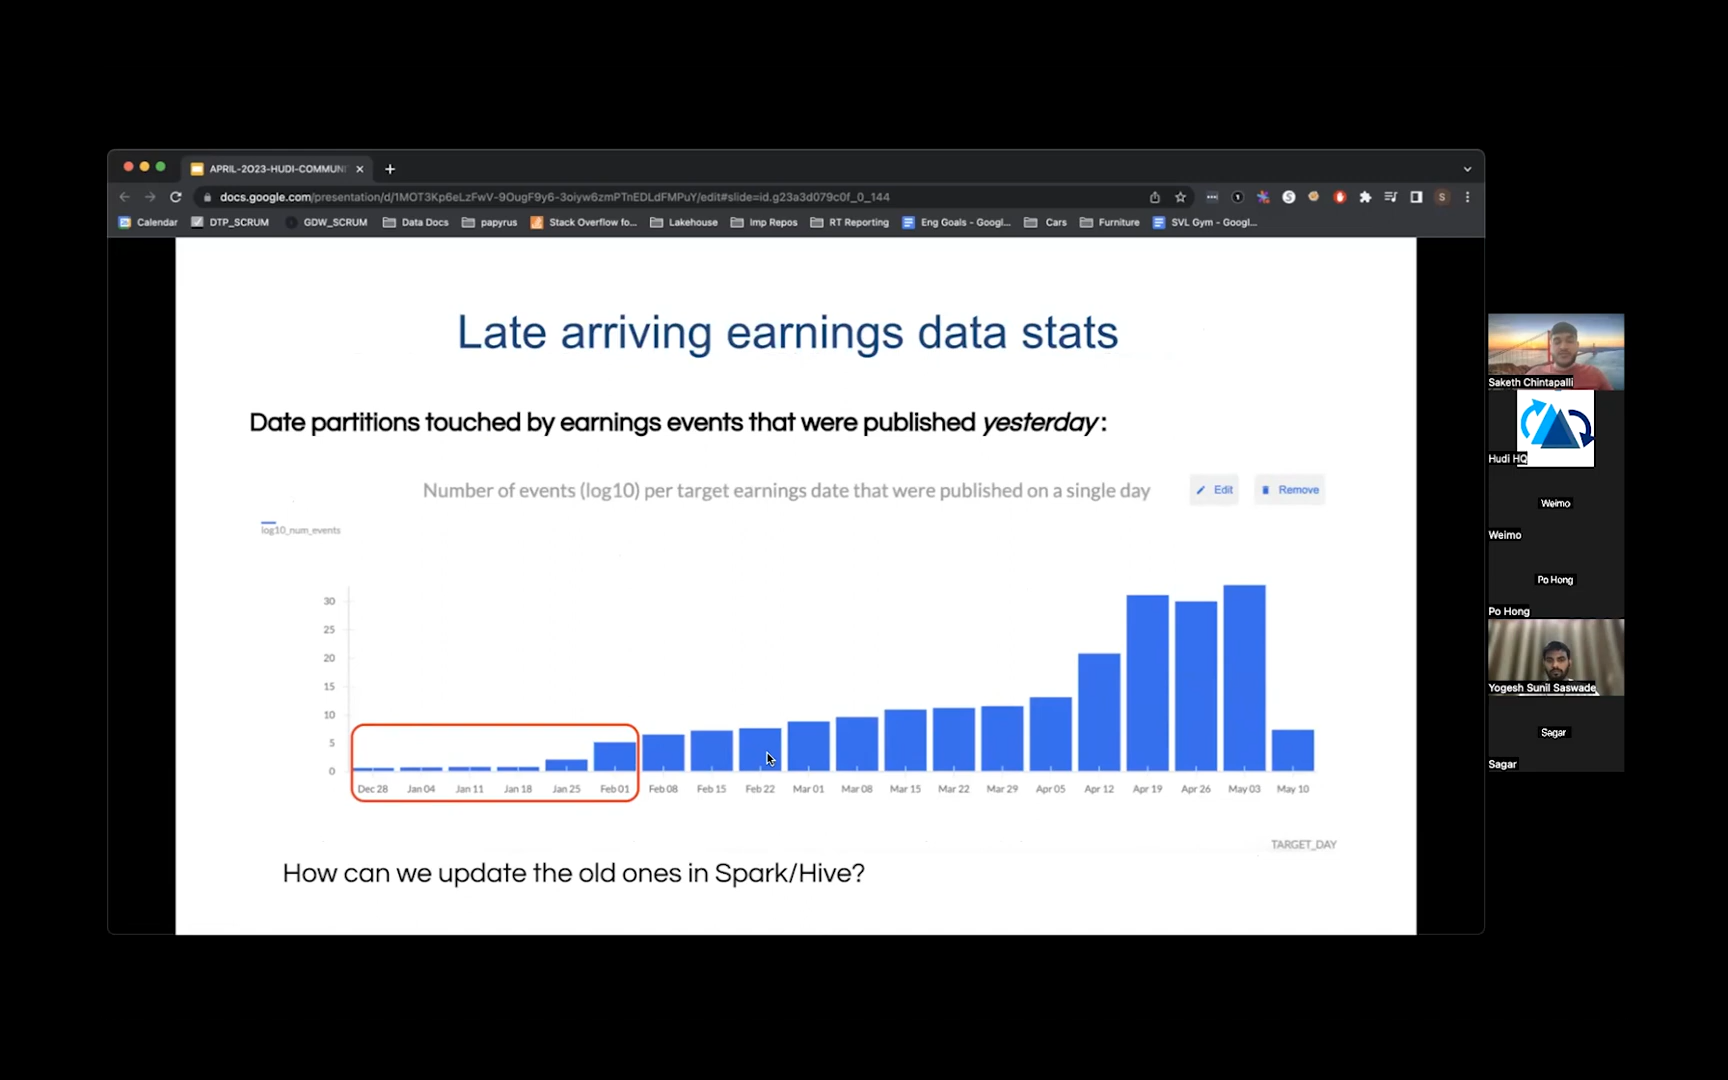 APRIL-2023-HUDI-COMMUNI
docs.google.com/presentation/d/1MOT3Kp6eLzFwV-9OugF9y6-3oiyw6zmPTnEDLdFMPuY/edit#slide=id.g23a3d079c0f_0_144
Calendar DTP_SCRUM GDW_SCRUM Data Docs papyrus Stack Overflow fo... Lakehouse Imp Repos RT Reporting Eng Goals - Googl... Cars Furniture SVL Gym - Googl...
Late arriving earnings data stats
Date partitions touched by earnings events that were published yesterday:
Number of events (log10) per target earnings date that were published on a single day
Edit
Remove
log10_num_events
30
25
20
15
10
5
0
Dec 28 Jan 04 Jan 11 Jan 18 Jan 25 Feb 01 Feb 08 Feb 15 Feb 22 Mar 01 Mar 08 Mar 15 Mar 22 Mar 29 Apr 05 Apr 12 Apr 19 Apr 26 May 03 May 10
TARGET_DAY
How can we update the old ones in Spark/Hive?
Saketh Chintapalli
Hudi HQ
Weimo
Weimo
Po Hong
Po Hong
Yogesh Sunil Saswade
Sagar
Sagar